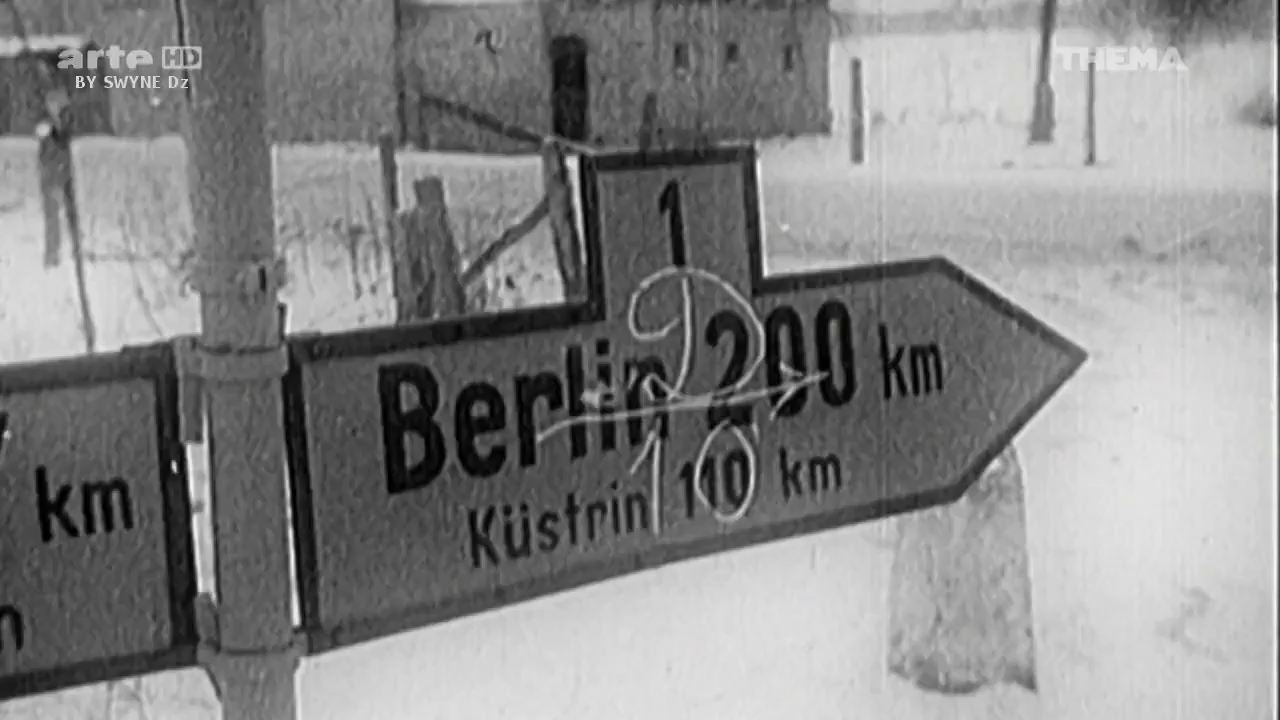 arte HD
BY SWYNE Dz
THEMA
1
Berlin 200 km
Küstrin 110 km
km